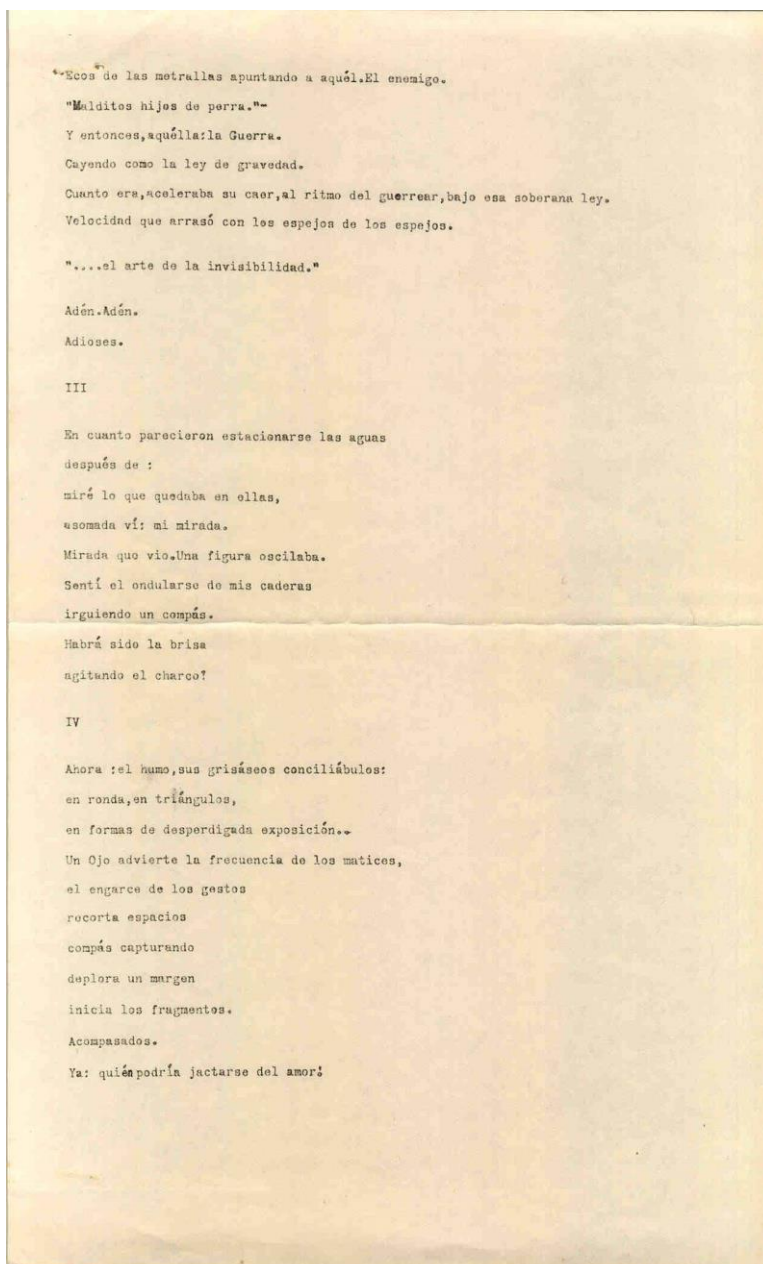 Ecos de las metrallas apuntando a aquél.El enemigo.
"Malditos hijos de perra."-
Y entonces,aquélla:la Guerra.
Cayendo como la ley de gravedad.
Cuanto era,aceleraba su caer,al ritmo del guerrear,bajo esa soberana ley.
Velocidad que arrasó con los espejos de los espejos.
"....el arte de la invisibilidad."
Adén.Adén.
Adioses.
III
En cuanto parecieron estacionarse las aguas
después de :
miré lo que quedaba en ellas,
asomada ví: mi mirada.
Mirada que vio.Una figura oscilaba.
Sentí el ondularse de mis caderas
irguiendo un compás.
Habrá sido la brisa
agitando el charco?
IV
Ahora :el humo,sus grisáseos conciliábulos:
en ronda,en triángulos,
en formas de desperdigada exposición..
Un Ojo advierte la frecuencia de los matices,
el engarce de los gestos
recorta espacios
compás capturando
deplora un margen
inicia los fragmentos.
Acompasados.
Ya: quién podría jactarse del amor!